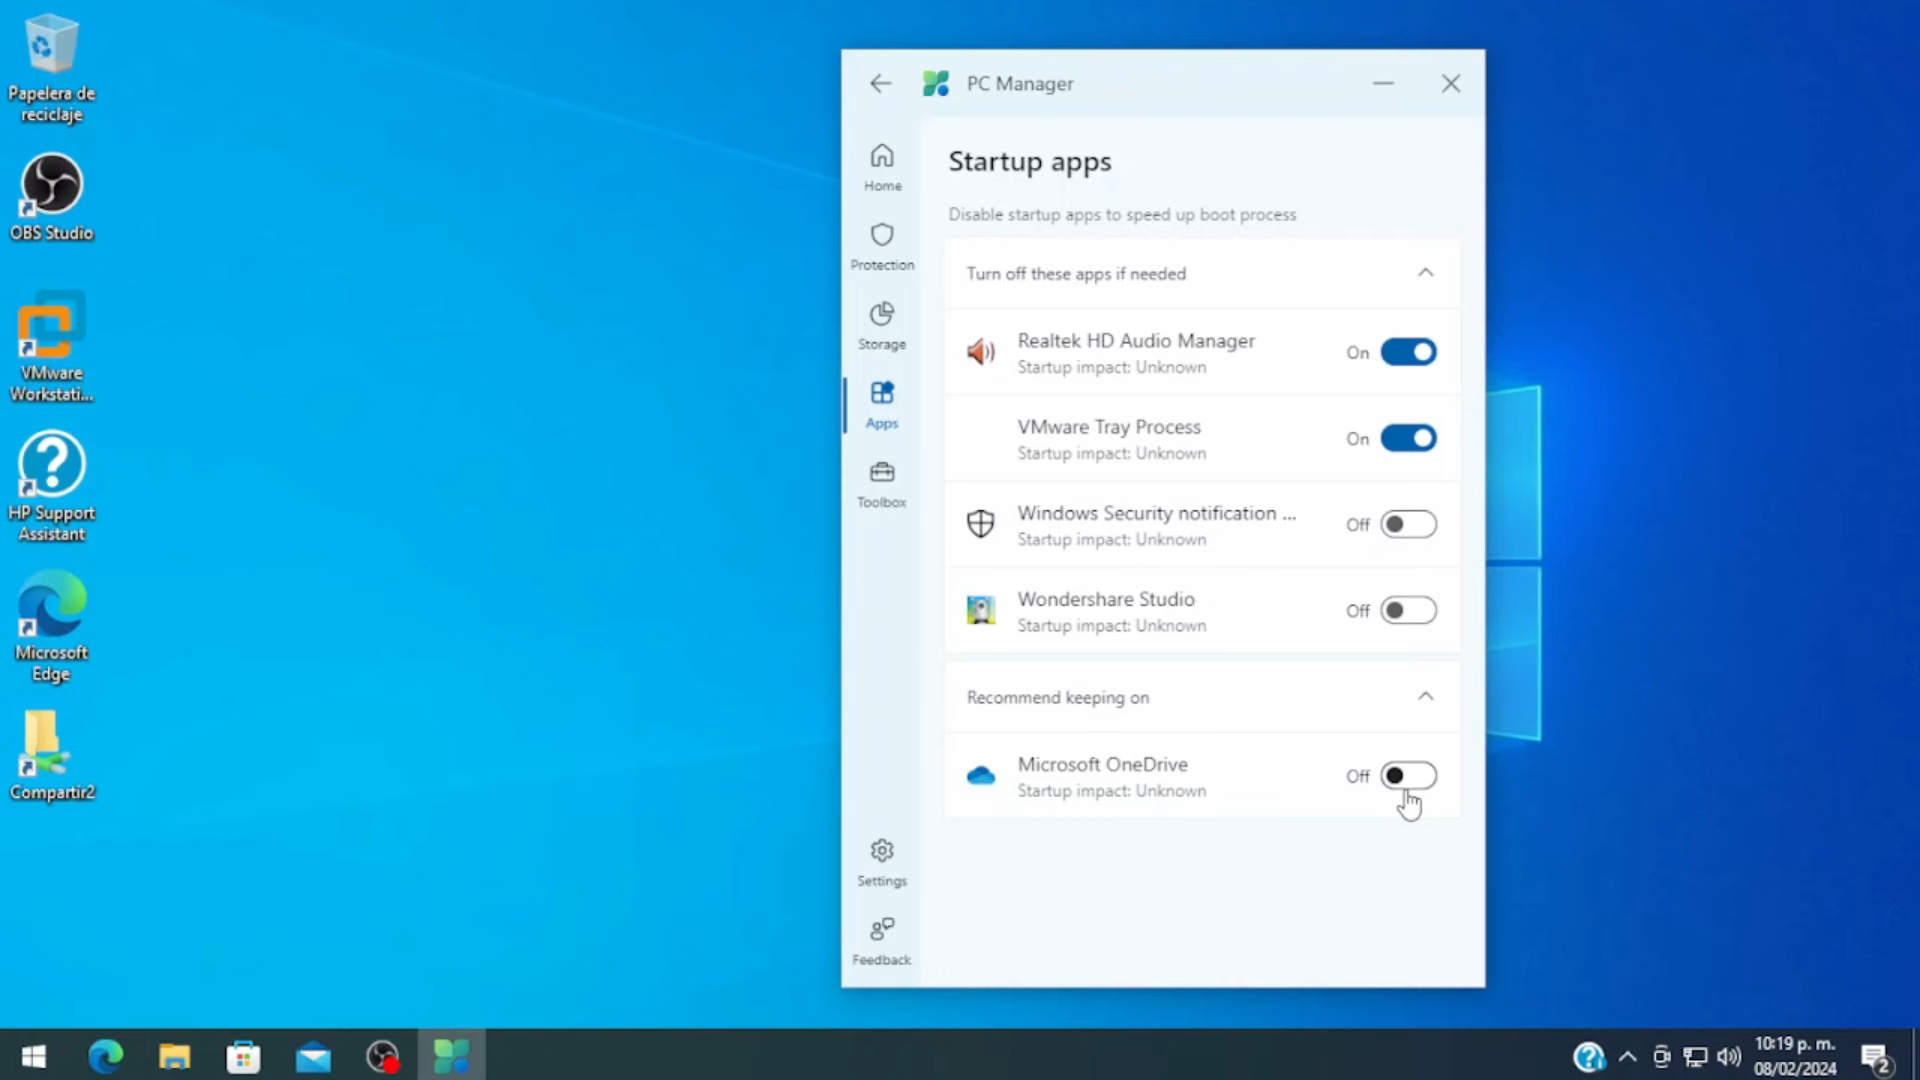 Papelera de
reciclaje
OBS Studio
VMware
Workstati...
HP Support
Assistant
Microsoft
Edge
Compartir2
PC Manager
Home
Protection
Storage
Apps
Toolbox
Settings
Feedback
Startup apps
Disable startup apps to speed up boot process
Turn off these apps if needed
Realtek HD Audio Manager
Startup impact: Unknown
On
VMware Tray Process
Startup impact: Unknown
On
Windows Security notification ...
Startup impact: Unknown
Off
Wondershare Studio
Startup impact: Unknown
Off
Recommend keeping on
Microsoft OneDrive
Startup impact: Unknown
Off
10:19 p. m.
08/02/2024
2